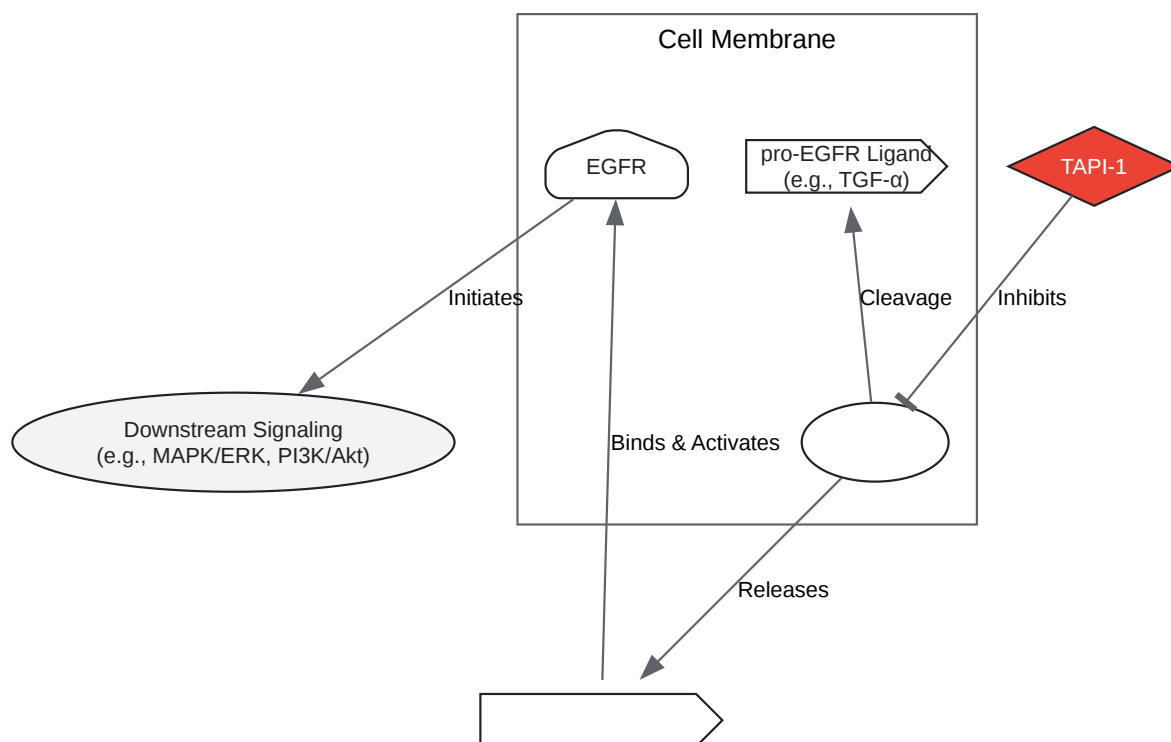 Cell Membrane
EGFR
pro-EGFR Ligand
(e.g., TGF-α)
TAPI-1
Initiates
Cleavage
Inhibits
Downstream Signaling
(e.g., MAPK/ERK, PI3K/Akt)
Binds & Activates
Releases